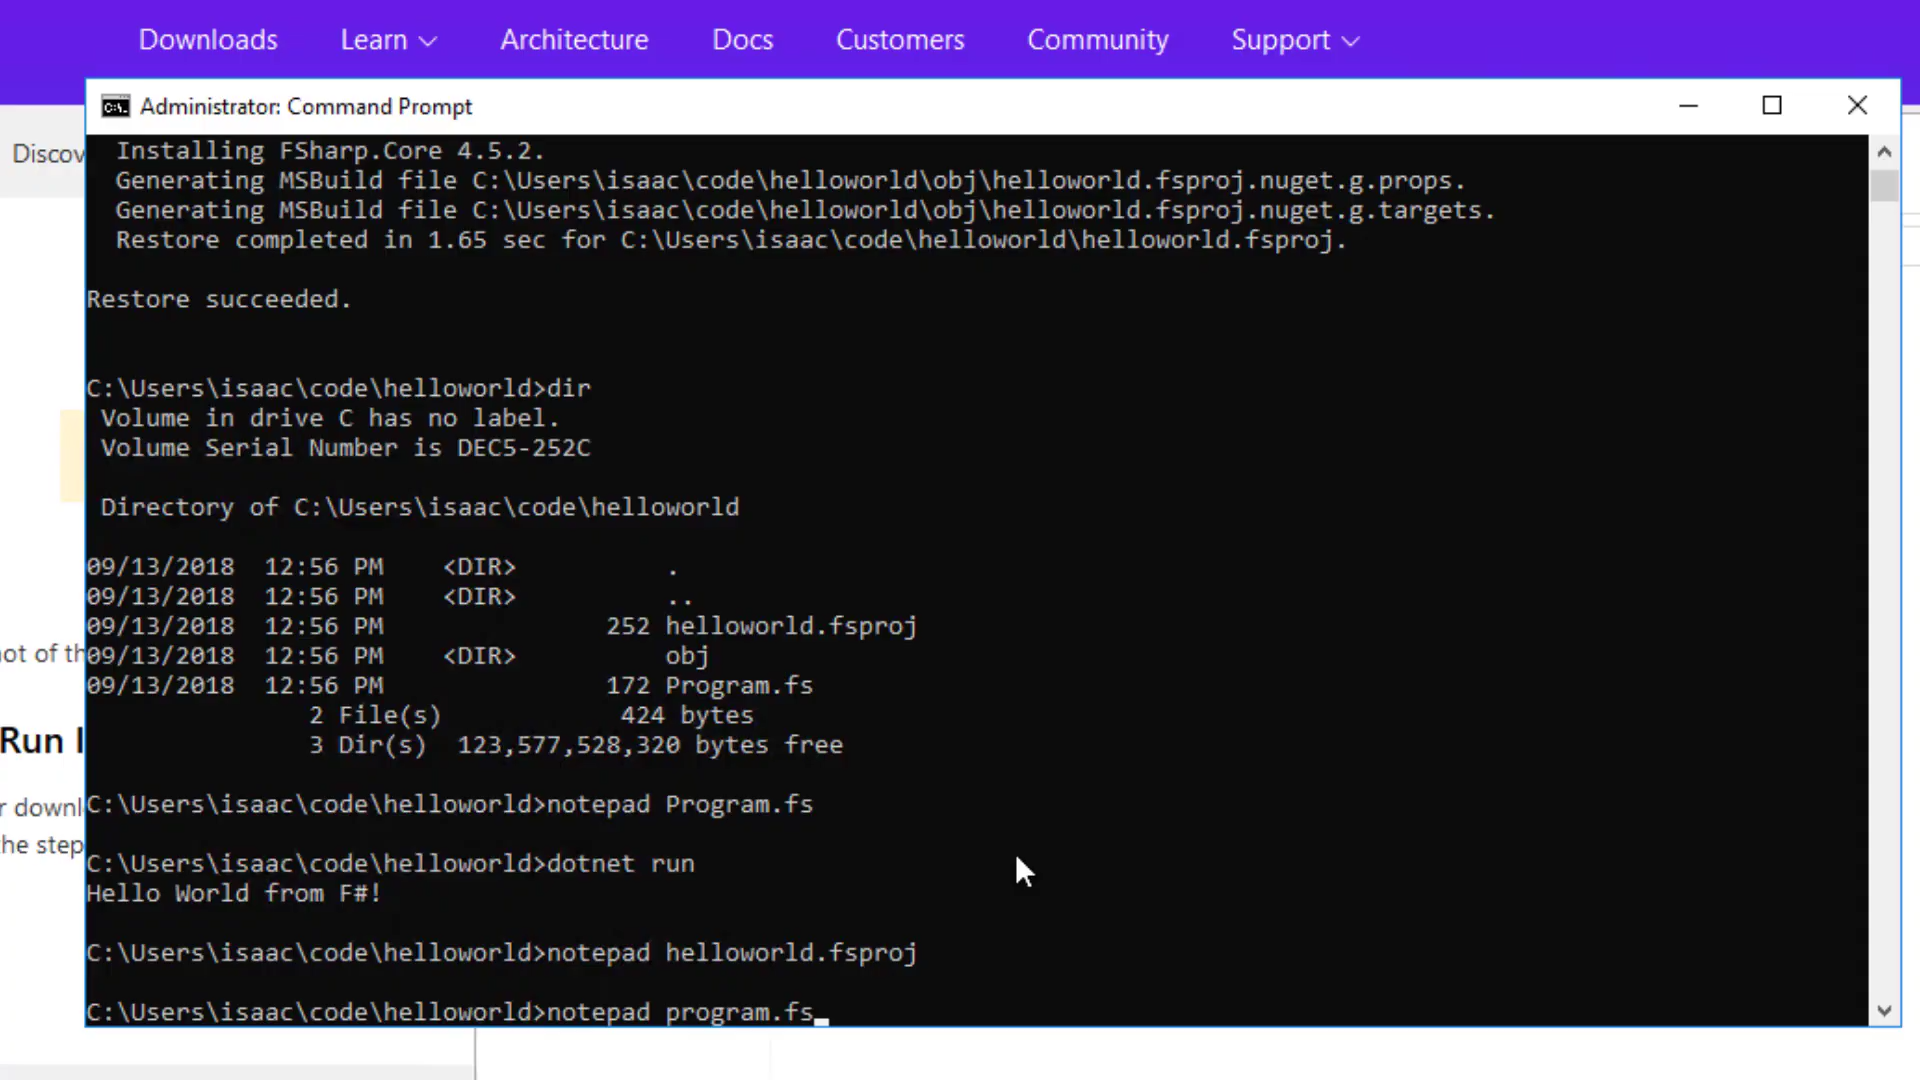 Downloads Learn Architecture Docs Customers Community Support
Administrator: Command Prompt
Discov
Installing FSharp.Core 4.5.2.
Generating MSBuild file C:\Users\isaac\code\helloworld\obj\helloworld.fsproj.nuget.g.props.
Generating MSBuild file C:\Users\isaac\code\helloworld\obj\helloworld.fsproj.nuget.g.targets.
Restore completed in 1.65 sec for C:\Users\isaac\code\helloworld\helloworld.fsproj.
Restore succeeded.
C:\Users\isaac\code\helloworld>dir
Volume in drive C has no label.
Volume Serial Number is DEC5-252C
Directory of C:\Users\isaac\code\helloworld
09/13/2018 12:56 PM <DIR> .
09/13/2018 12:56 PM <DIR> ..
09/13/2018 12:56 PM 252 helloworld.fsproj
not of th
09/13/2018 12:56 PM <DIR> obj
09/13/2018 12:56 PM 172 Program.fs
2 File(s) 424 bytes
Run I
3 Dir(s) 123,577,528,320 bytes free
r downl
C:\Users\isaac\code\helloworld>notepad Program.fs
he step
C:\Users\isaac\code\helloworld>dotnet run
Hello World from F#!
C:\Users\isaac\code\helloworld>notepad helloworld.fsproj
C:\Users\isaac\code\helloworld>notepad program.fs_